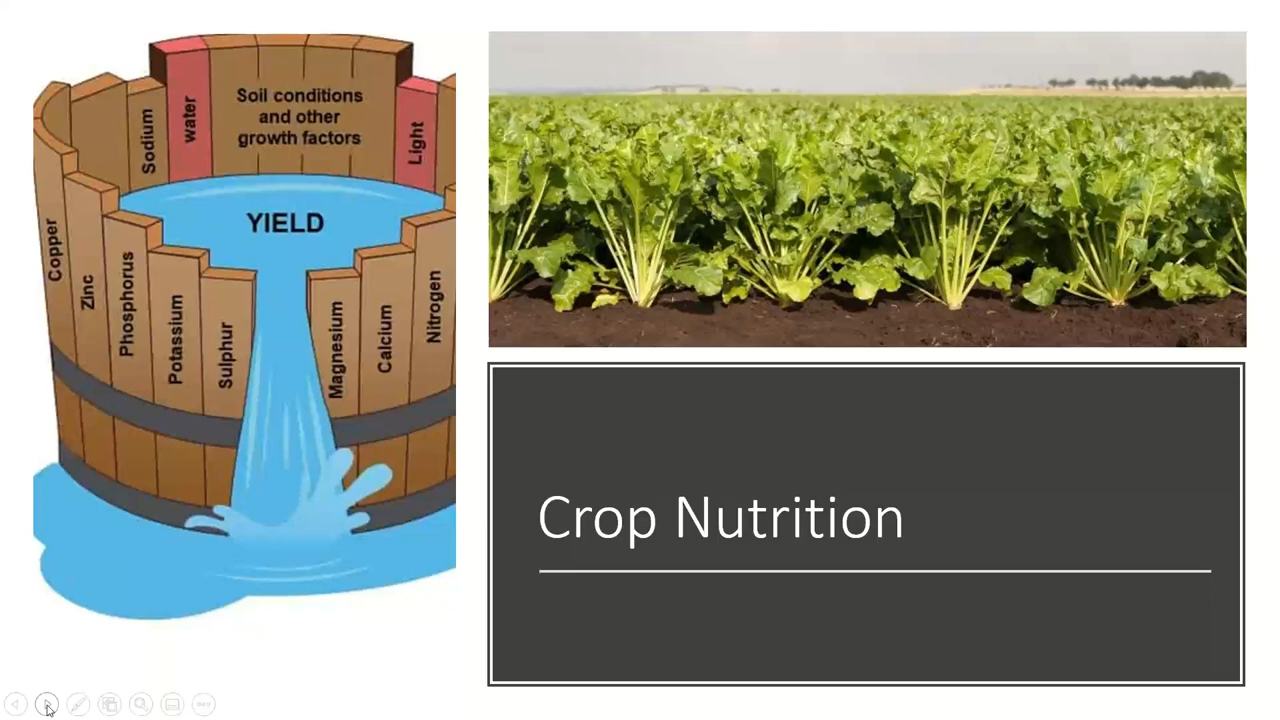 Sodium
water
Soil conditions
and other
growth factors
Light
YIELD
Copper
Zinc
Phosphorus
Potassium
Sulphur
Magnesium
Calcium
Nitrogen
Crop Nutrition